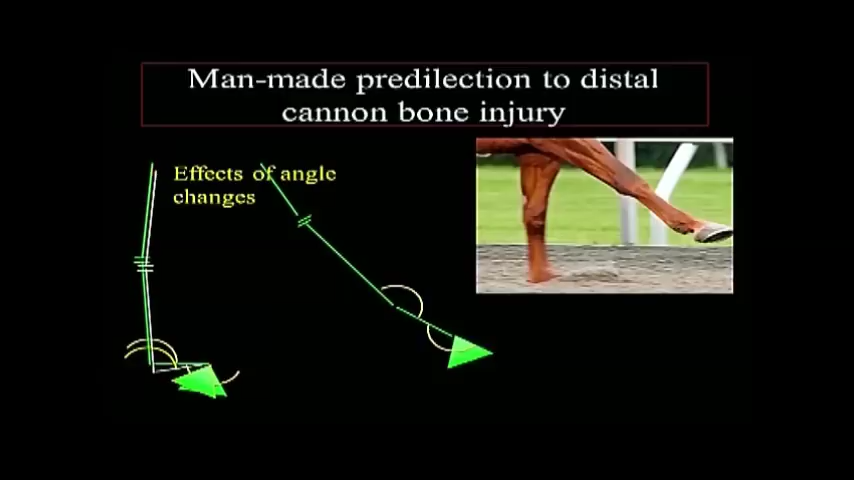 Man-made predilection to distal
cannon bone injury
Effects of angle
changes